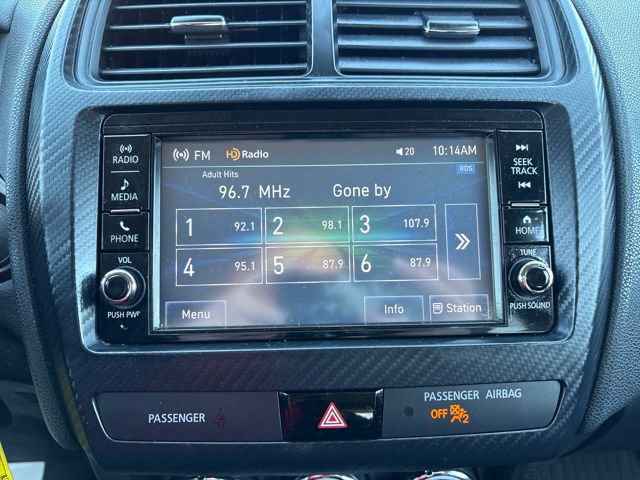 RADIO
MEDIA
PHONE
VOL
PUSH PWR
FM HD Radio 20 10:14AM
RDS
Adult Hits
96.7 MHz Gone by
1 92.1 2 98.1 3 107.9
4 95.1 5 87.9 6 87.9
Menu Info Station
SEEK
TRACK
HOME
TUNE
PUSH SOUND
PASSENGER
PASSENGER AIRBAG
OFF 2